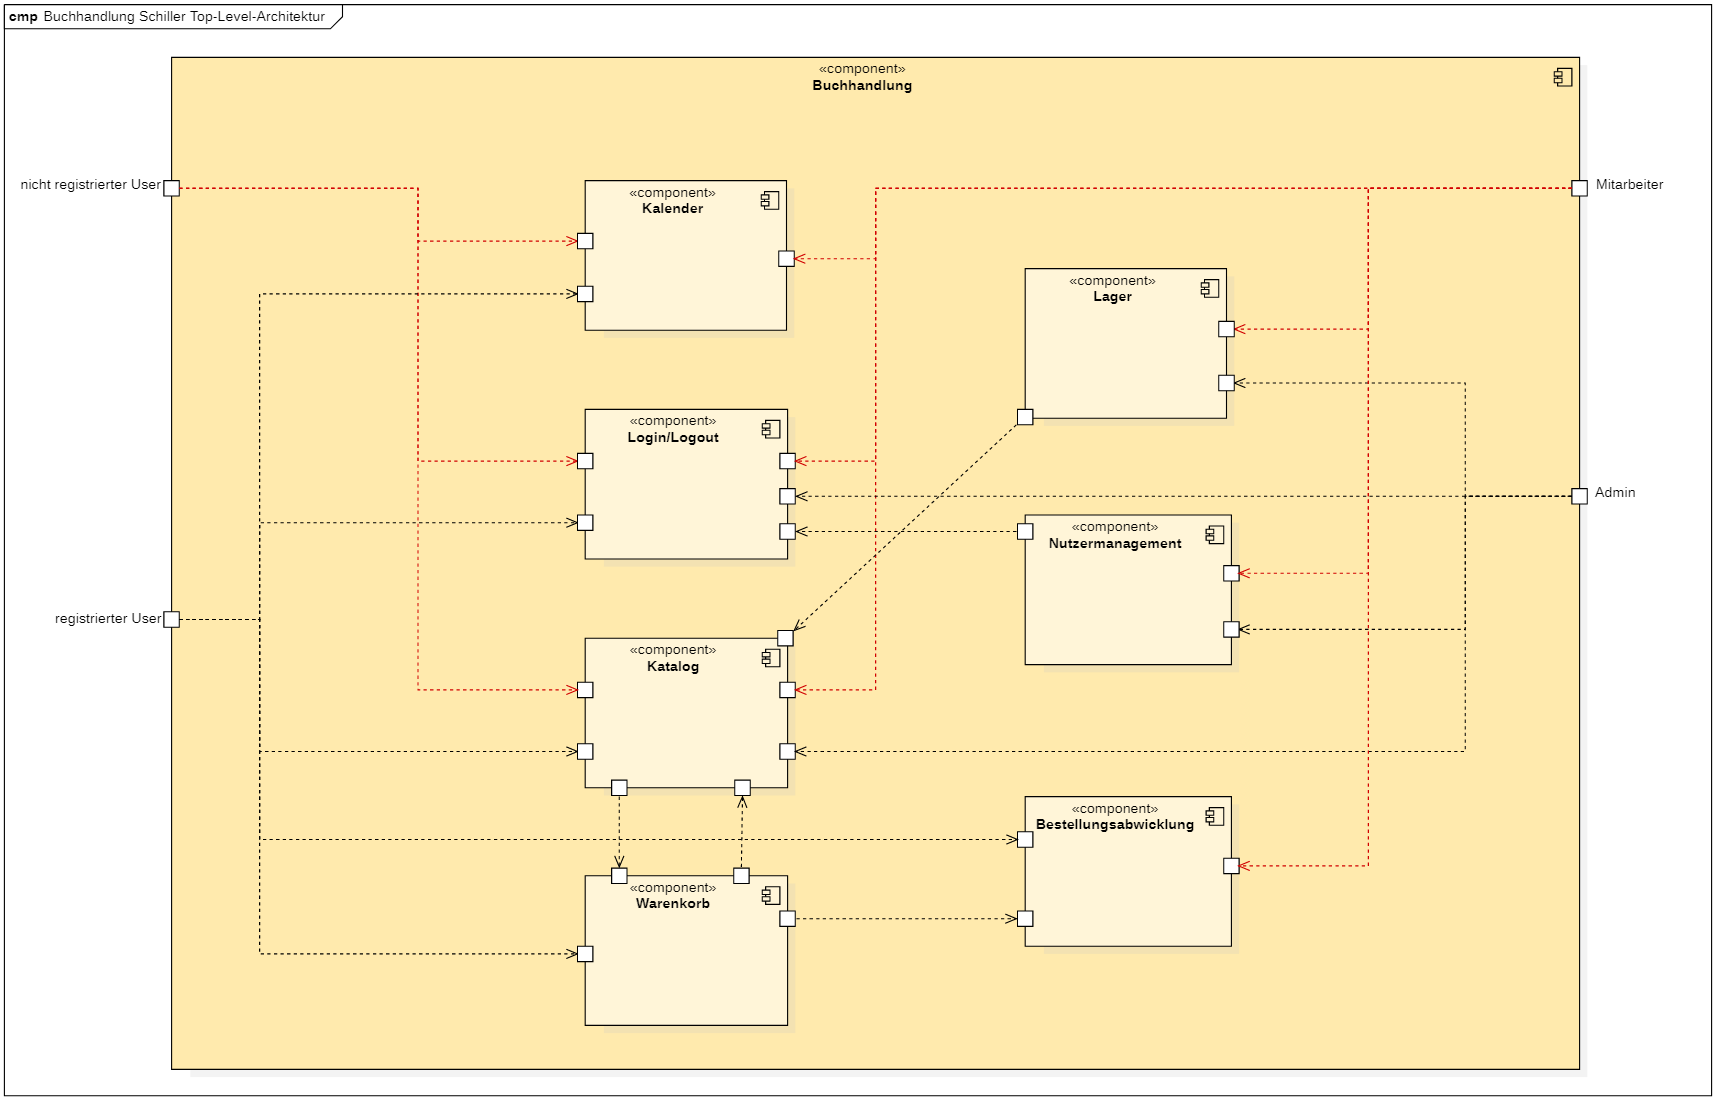 cmp Buchhandlung Schiller Top-Level-Architektur
«component»
Buchhandlung
nicht registrierter User
Mitarbeiter
«component»
Kalender
«component»
Lager
«component»
Login/Logout
Admin
«component»
Nutzermanagement
registrierter User
«component»
Katalog
«component»
Bestellungsabwicklung
«component»
Warenkorb